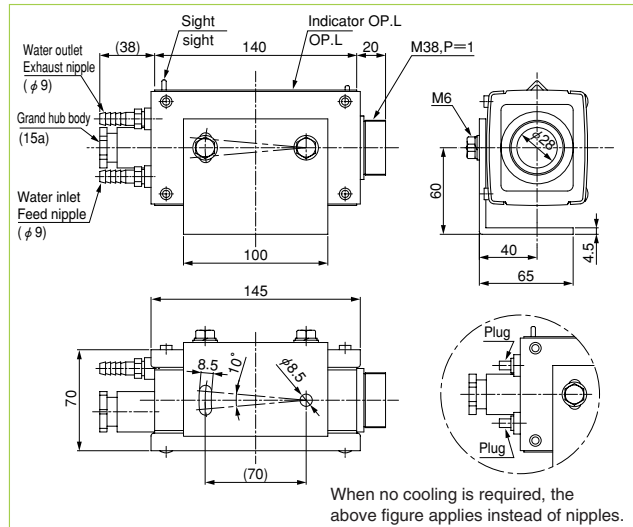 Sight
sight
Indicator OP.L
OP.L
Water outlet
Exhaust nipple
(φ9)
(38)
140
20
M38,P=1
Grand hub body
(15a)
Water inlet
Feed nipple
(φ9)
100
M6
φ28
60
40
65
4.5
145
70
8.5
10°
φ8.5
(70)
Plug
Plug
When no cooling is required, the
above figure applies instead of nipples.